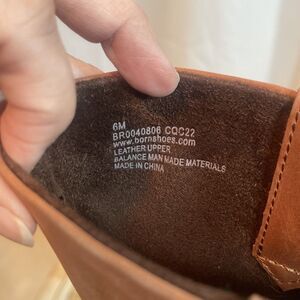 6M
BR0040806 CQC22
www.bornshoes.com
LEATHER UPPER
BALANCE MAN MADE MATERIALS
MADE IN CHINA